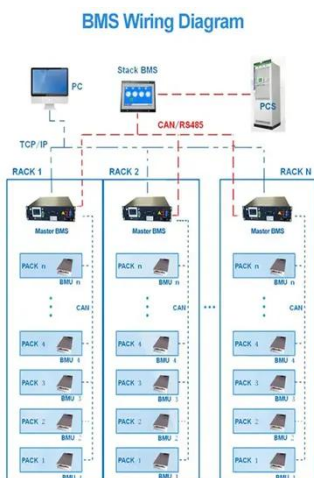 BMS Wiring Diagram
Stack BMS
PC
PCS
CAN/RS485
TCP/IP
RACK 1
RACK 2
RACK N
Master BMS
Master BMS
Master BMS
PACK n
PACK n
PACK n
BMU n
BMU n
BMU n
CAN
CAN
CAN
PACK 4
PACK 4
PACK 4
BMU 4
BMU 4
BMU 4
PACK 3
PACK 3
PACK 3
BMU 3
BMU 3
BMU 3
PACK 2
PACK 2
PACK 2
BMU 2
BMU 2
BMU 2
PACK 1
PACK 1
PACK 1